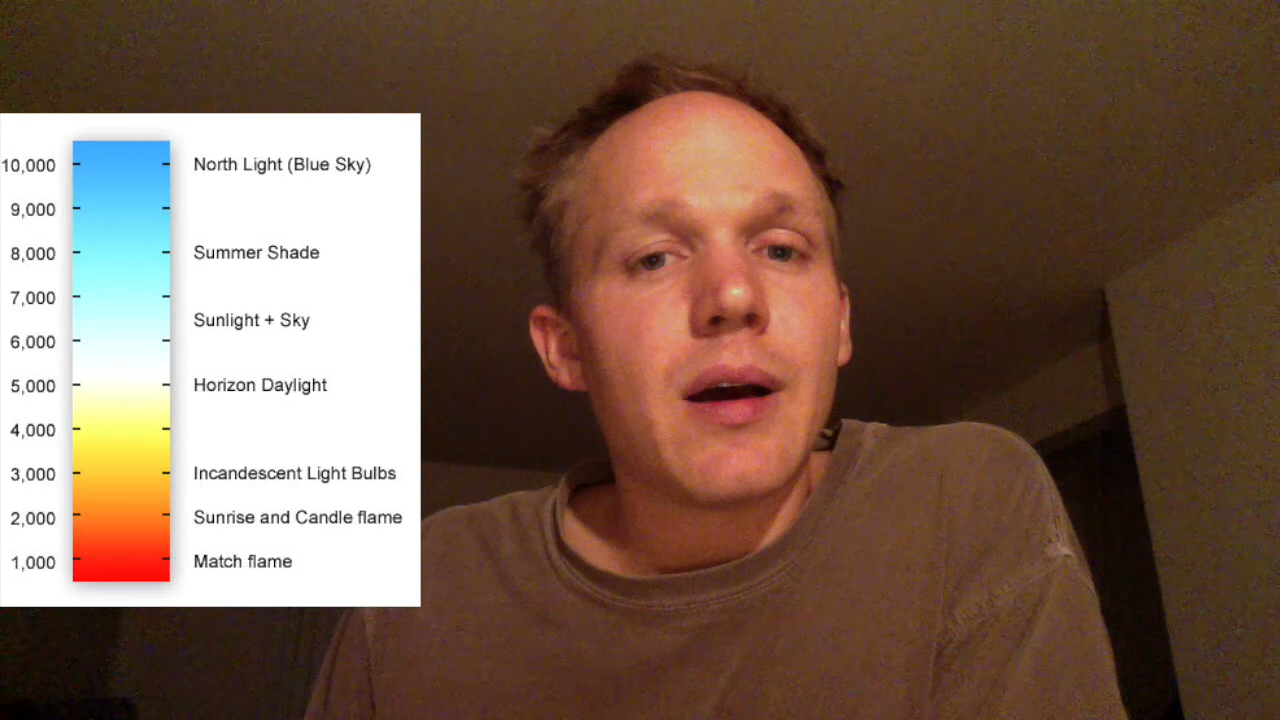 10,000 North Light (Blue Sky)
9,000
8,000 Summer Shade
7,000
Sunlight + Sky
6,000
5,000 Horizon Daylight
4,000
3,000 Incandescent Light Bulbs
2,000 Sunrise and Candle flame
1,000 Match flame